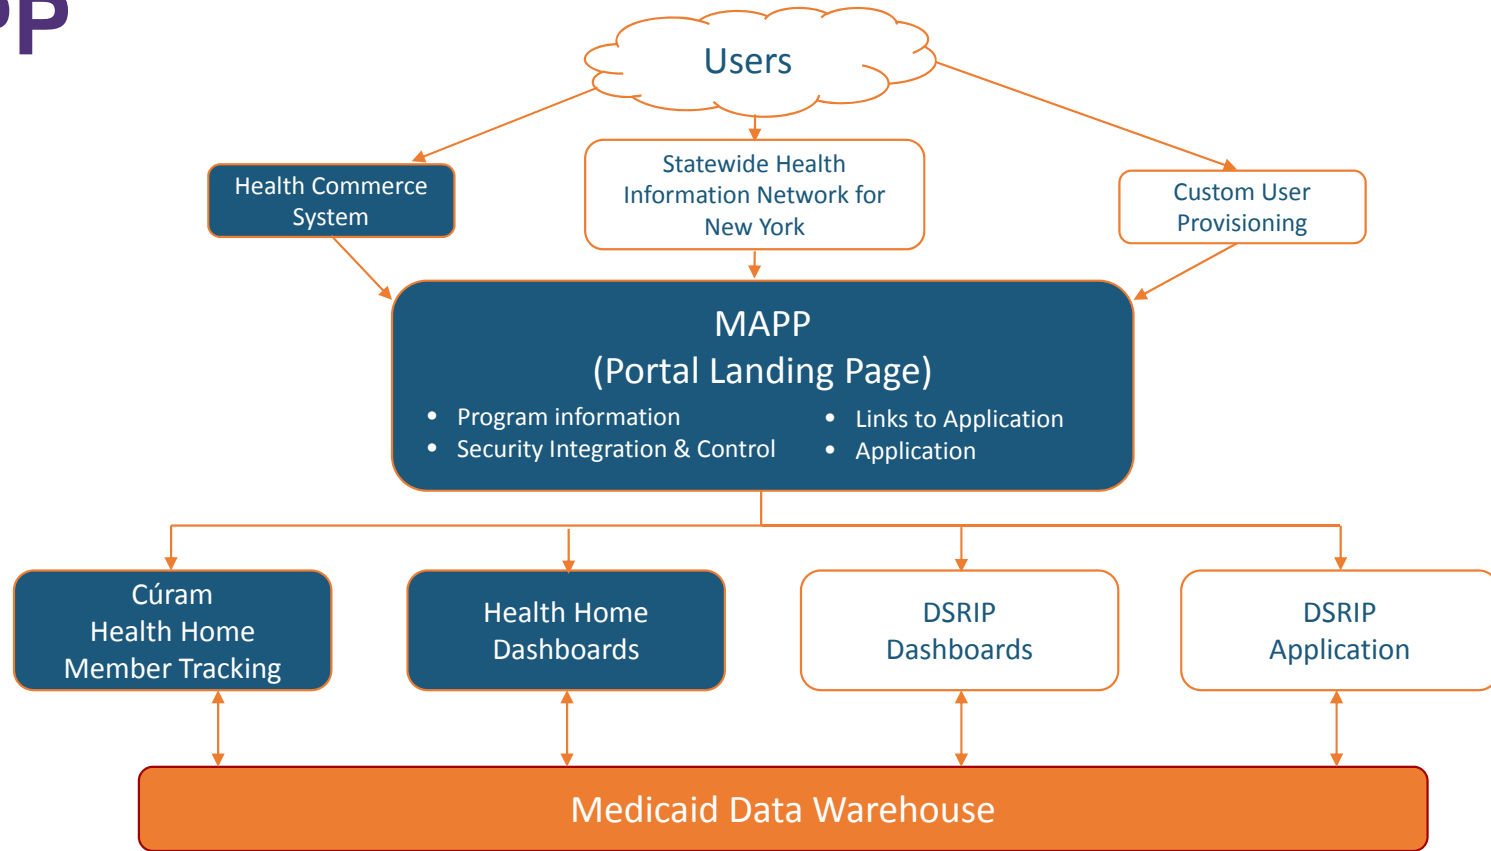 PP
Users
Health Commerce
System
Statewide Health
Information Network for
New York
Custom User
Provisioning
MAPP
(Portal Landing Page)
• Program information
• Security Integration & Control
• Links to Application
• Application
Cúram
Health Home
Member Tracking
Health Home
Dashboards
DSRIP
Dashboards
DSRIP
Application
Medicaid Data Warehouse